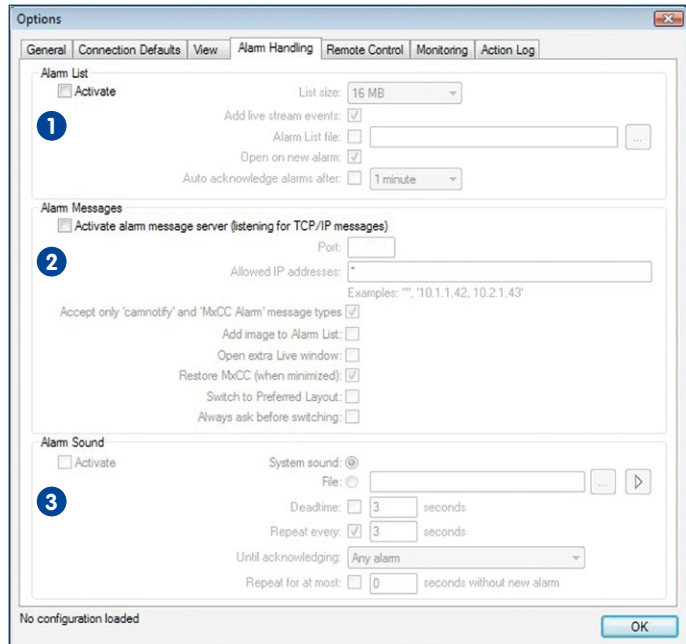 Options
General Connection Defaults View Alarm Handling Remote Control Monitoring Action Log
Alarm List
Activate
List size: 16 MB
1
Add live stream events:
Alarm List file: ...
Open on new alarm:
Auto acknowledge alarms after: 1 minute
Alarm Messages
Activate alarm message server (listening for TCP/IP messages)
2
Port:
Allowed IP addresses: *
Examples: '*', '10.1.1.42, 10.2.1.43'
Accept only 'camnotify' and 'MxCC Alarm' message types
Add image to Alarm List:
Open extra Live window:
Restore MxCC (when minimized):
Switch to Preferred Layout:
Always ask before switching:
Alarm Sound
Activate
System sound:
File: ...
3
Deadtime: 3 seconds
Repeat every: 3 seconds
Until acknowledging: Any alarm
Repeat for at most: 0 seconds without new alarm
No configuration loaded
OK